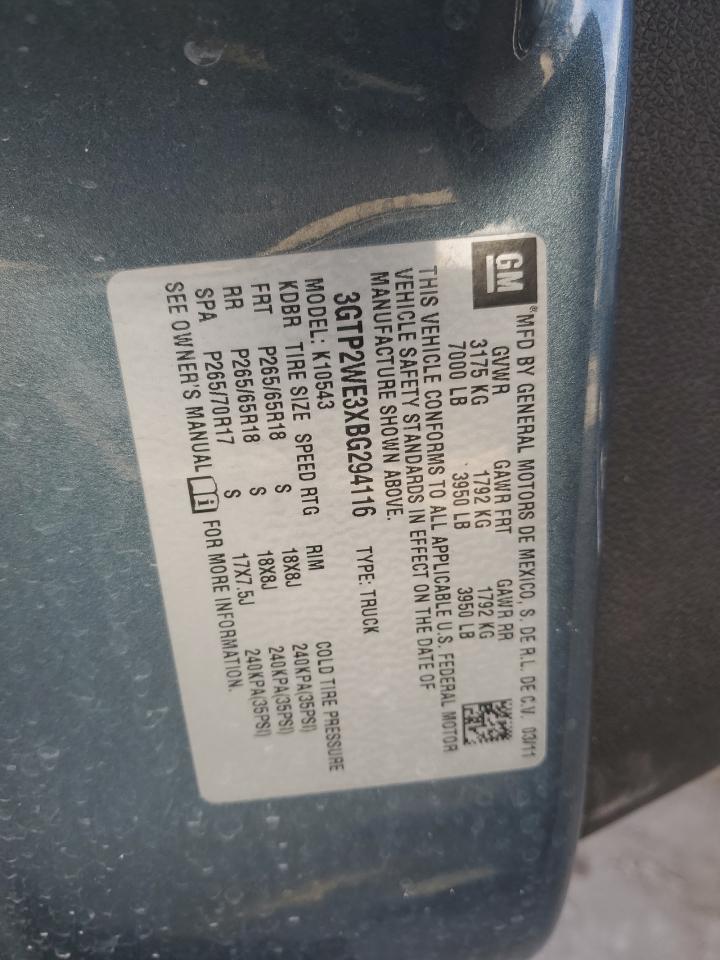 GM
® MFD BY GENERAL MOTORS DE MEXICO, S. DE R.L. DE C.V. 03/11
GVWR GAWR FRT GAWR RR
3175 KG 1792 KG 1792 KG
7000 LB 3950 LB 3950 LB
THIS VEHICLE CONFORMS TO ALL APPLICABLE U.S. FEDERAL MOTOR
VEHICLE SAFETY STANDARDS IN EFFECT ON THE DATE OF
MANUFACTURE SHOWN ABOVE.
3GTP2WE3XBG294116 TYPE: TRUCK
MODEL: K10543
KDBR TIRE SIZE SPEED RTG RIM COLD TIRE PRESSURE
FRT P265/65R18 S 18X8J 240KPA(35PSI)
RR P265/65R18 S 18X8J 240KPA(35PSI)
SPA P265/70R17 S 17X7.5J 240KPA(35PSI)
SEE OWNER'S MANUAL i FOR MORE INFORMATION.